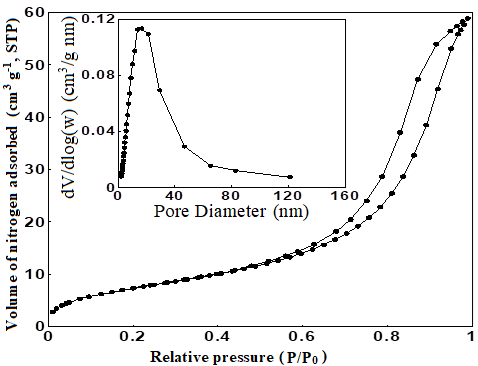 60
50
40
30
20
10
0
Volume of nitrogen adsorbed (cm³ g⁻¹, STP)
0.12
0.08
0.04
0
dV/dlog(w) (cm³/g nm)
0 40 80 120 160
Pore Diameter (nm)
0 0.2 0.4 0.6 0.8 1
Relative pressure (P/P₀)